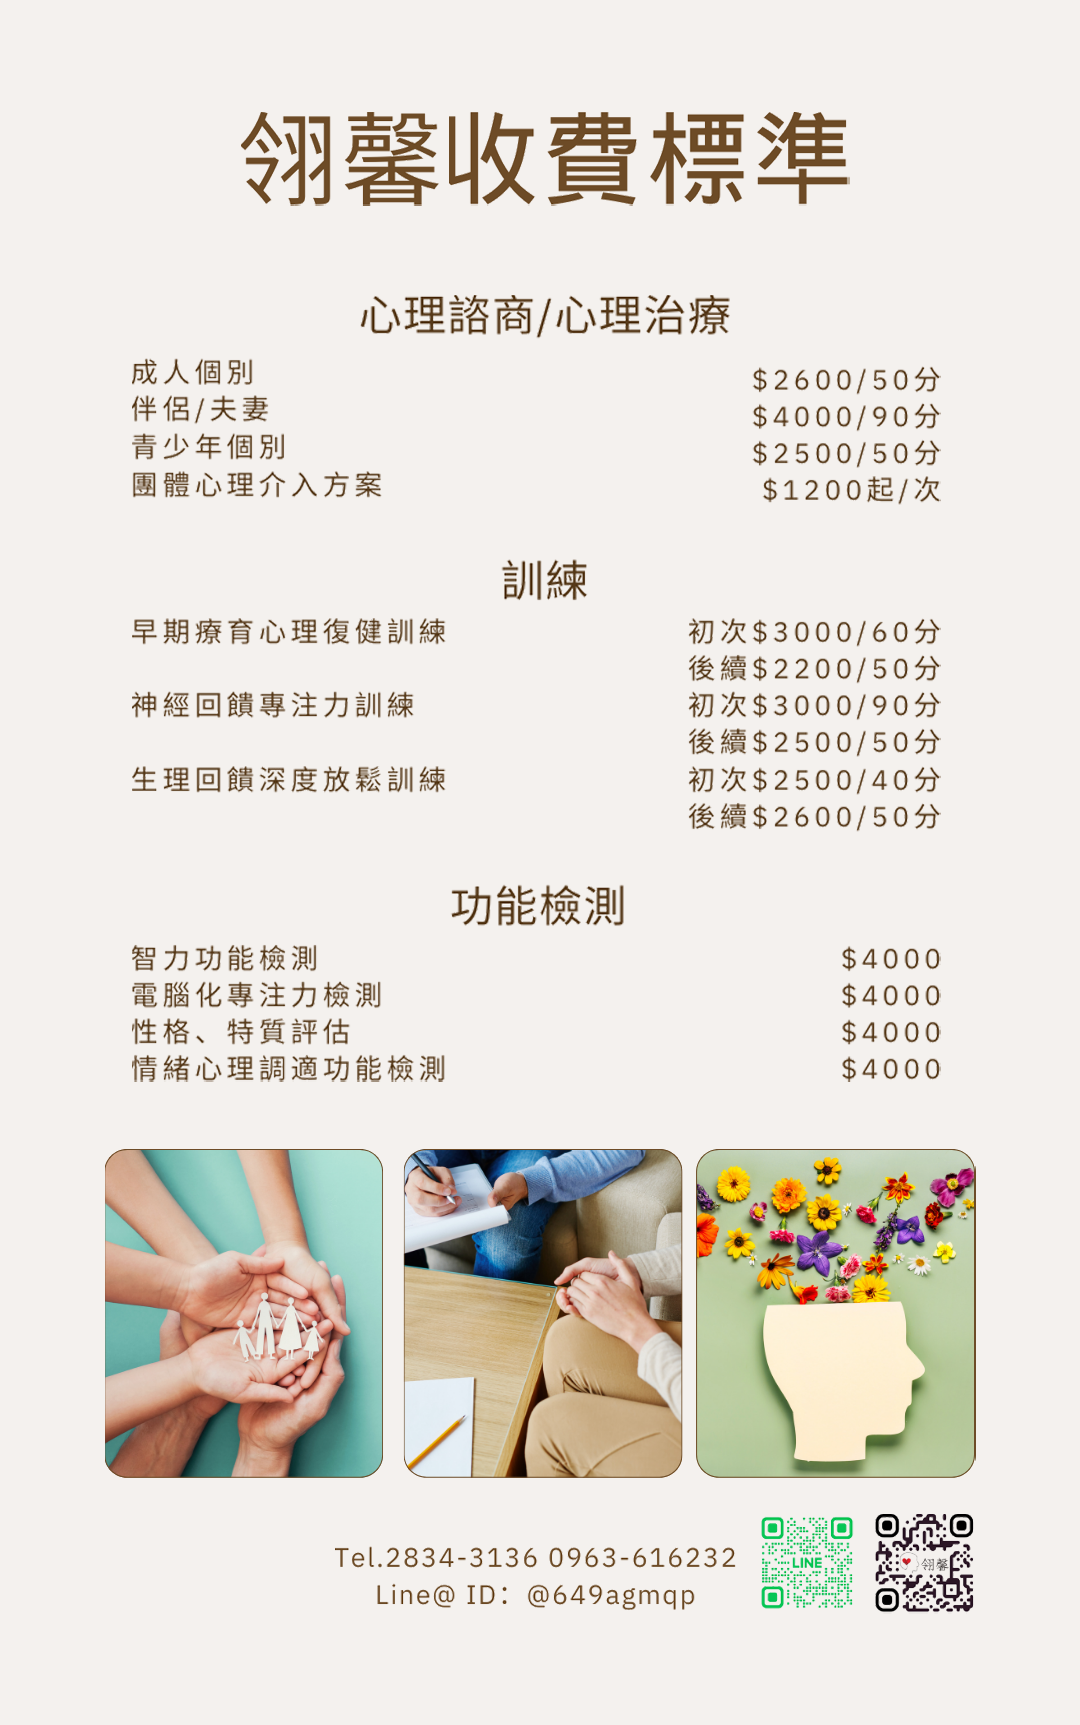 翎馨收費標準
心理諮商/心理治療
成人個別 $2600/50分
伴侶/夫妻 $4000/90分
青少年個別 $2500/50分
團體心理介入方案 $1200起/次
訓練
早期療育心理復健訓練 初次$3000/60分
後續$2200/50分
神經回饋專注力訓練 初次$3000/90分
後續$2500/50分
生理回饋深度放鬆訓練 初次$2500/40分
後續$2600/50分
功能檢測
智力功能檢測 $4000
電腦化專注力檢測 $4000
性格、特質評估 $4000
情緒心理調適功能檢測 $4000
Tel.2834-3136 0963-616232
Line@ ID：@649agmqp
LINE
翎馨